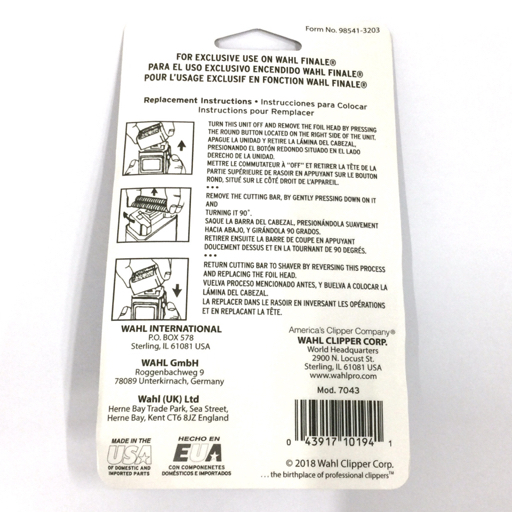 Form No. 98541-3203
FOR EXCLUSIVE USE ON WAHL FINALE®
PARA EL USO EXCLUSIVO ENCENDIDO WAHL FINALE®
POUR L'USAGE EXCLUSIF EN FONCTION WAHL FINALE®
Replacement Instructions • Instrucciones para Colocar
Instructions pour Remplacer
TURN THIS UNIT OFF AND REMOVE THE FOIL HEAD BY PRESSING
THE ROUND BUTTON LOCATED ON THE RIGHT SIDE OF THE UNIT.
APAGUE LA UNIDAD Y RETIRE LA LÁMINA DEL CABEZAL,
PRESIONANDO EL BOTÓN REDONDO SITUADO EN EL LADO
DERECHO DE LA UNIDAD.
METTRE LE COMMUTATEUR À "OFF" ET RETIRER LA TÊTE DE LA
PARTIE SUPÉRIEURE DE RASOIR EN APPUYANT SUR LE BOUTON
ROND, SITUÉ SUR LE CÔTÉ DROIT DE L'APPAREIL.
•••
REMOVE THE CUTTING BAR, BY GENTLY PRESSING DOWN ON IT
AND
TURNING IT 90˚.
SAQUE LA BARRA DEL CABEZAL, PRESIONÁNDOLA SUAVEMENT
HACIA ABAJO, Y GIRÁNDOLA 90 GRADOS.
RETIRER ENSUITE LA BARRE DE COUPE EN APPUYANT
DOUCEMENT DESSUS ET EN LA TOURNANT DE 90 DEGRÉS.
•••
RETURN CUTTING BAR TO SHAVER BY REVERSING THIS PROCESS
AND REPLACING THE FOIL HEAD.
VUELVA PROCESO MENCIONADO ANTES, Y BUELVA A COLOCAR LA
LÁMINA DEL CABEZAL.
LA REPLACER DANS LE RASOIR EN INVERSANT LES OPÉRATIONS
ET EN REPLACANT LA TÊTE.
WAHL INTERNATIONAL
P.O. BOX 578
Sterling, IL 61081 USA
WAHL GmbH
Roggenbachweg 9
78089 Unterkirnach, Germany
Wahl (UK) Ltd
Herne Bay Trade Park, Sea Street,
Herne Bay, Kent CT6 8JZ England
MADE IN THE
USA
OF DOMESTIC AND
IMPORTED PARTS
HECHO EN
EUA
CON COMPONENETES
DOMÉSTICOS E IMPORTADOS
America's Clipper Company®
WAHL CLIPPER CORP.
World Headquarters
2900 N. Locust St.
Sterling, IL 61081 USA
www.wahlpro.com
Mod. 7043
0 43917 10194 1
© 2018 Wahl Clipper Corp.
... the birthplace of professional clippers™